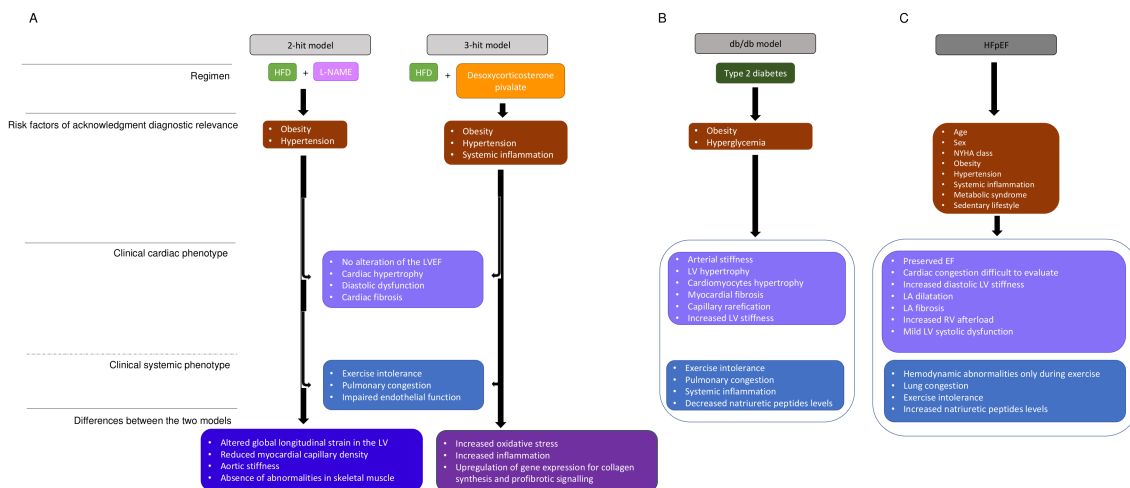 A
2-hit model
3-hit model
Regimen
HFD
+
L-NAME
HFD
+
Desoxycorticosterone
pivalate
Risk factors of acknowledgment diagnostic relevance
• Obesity
• Hypertension
• Obesity
• Hypertension
• Systemic inflammation
Clinical cardiac phenotype
• No alteration of the LVEF
• Cardiac hypertrophy
• Diastolic dysfunction
• Cardiac fibrosis
Clinical systemic phenotype
• Exercise intolerance
• Pulmonary congestion
• Impaired endothelial function
Differences between the two models
• Altered global longitudinal strain in the LV
• Reduced myocardial capillary density
• Aortic stiffness
• Absence of abnormalities in skeletal muscle
• Increased oxidative stress
• Increased inflammation
• Upregulation of gene expression for collagen
synthesis and profibrotic signalling
B
db/db model
Type 2 diabetes
• Obesity
• Hyperglycemia
• Arterial stiffness
• LV hypertrophy
• Cardiomyocytes hypertrophy
• Myocardial fibrosis
• Capillary rarefication
• Increased LV stiffness
• Exercise intolerance
• Pulmonary congestion
• Systemic inflammation
• Decreased natriuretic peptides levels
C
HFpEF
• Age
• Sex
• NYHA class
• Obesity
• Hypertension
• Systemic inflammation
• Metabolic syndrome
• Sedentary lifestyle
• Preserved EF
• Cardiac congestion difficult to evaluate
• Increased diastolic LV stiffness
• LA dilatation
• LA fibrosis
• Increased RV afterload
• Mild LV systolic dysfunction
• Hemodynamic abnormalities only during exercise
• Lung congestion
• Exercise intolerance
• Increased natriuretic peptides levels